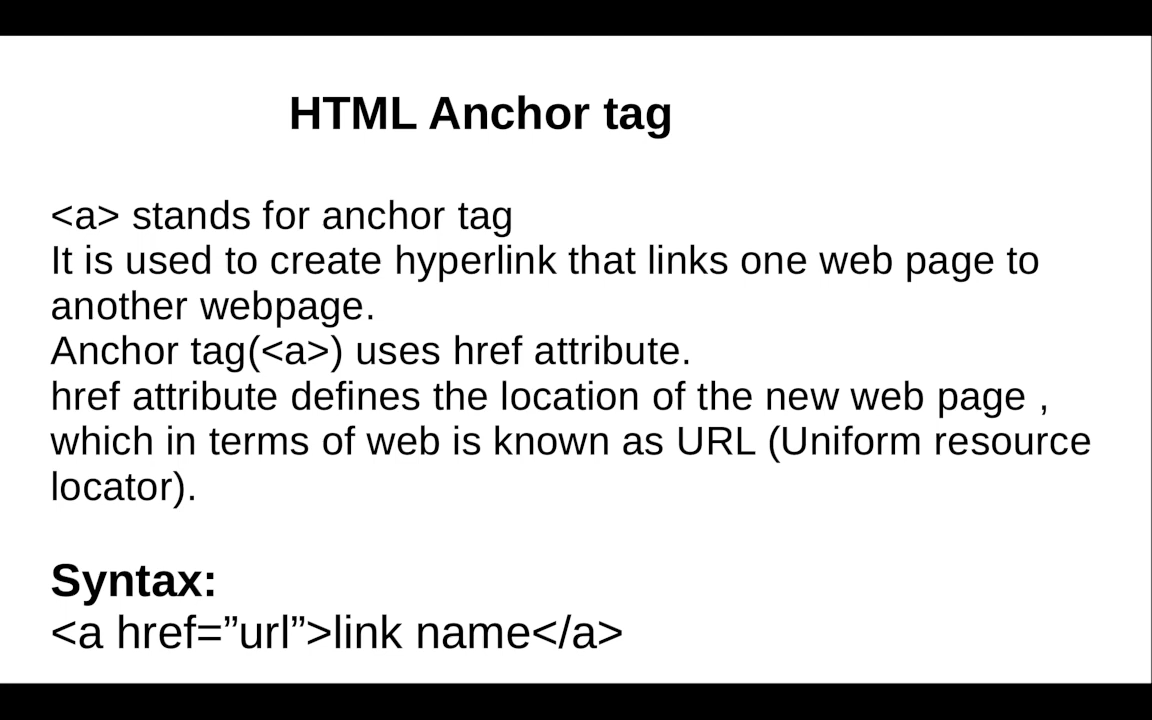 HTML Anchor tag
<a> stands for anchor tag
It is used to create hyperlink that links one web page to
another webpage.
Anchor tag(<a>) uses href attribute.
href attribute defines the location of the new web page ,
which in terms of web is known as URL (Uniform resource
locator).
Syntax:
<a href=”url”>link name</a>